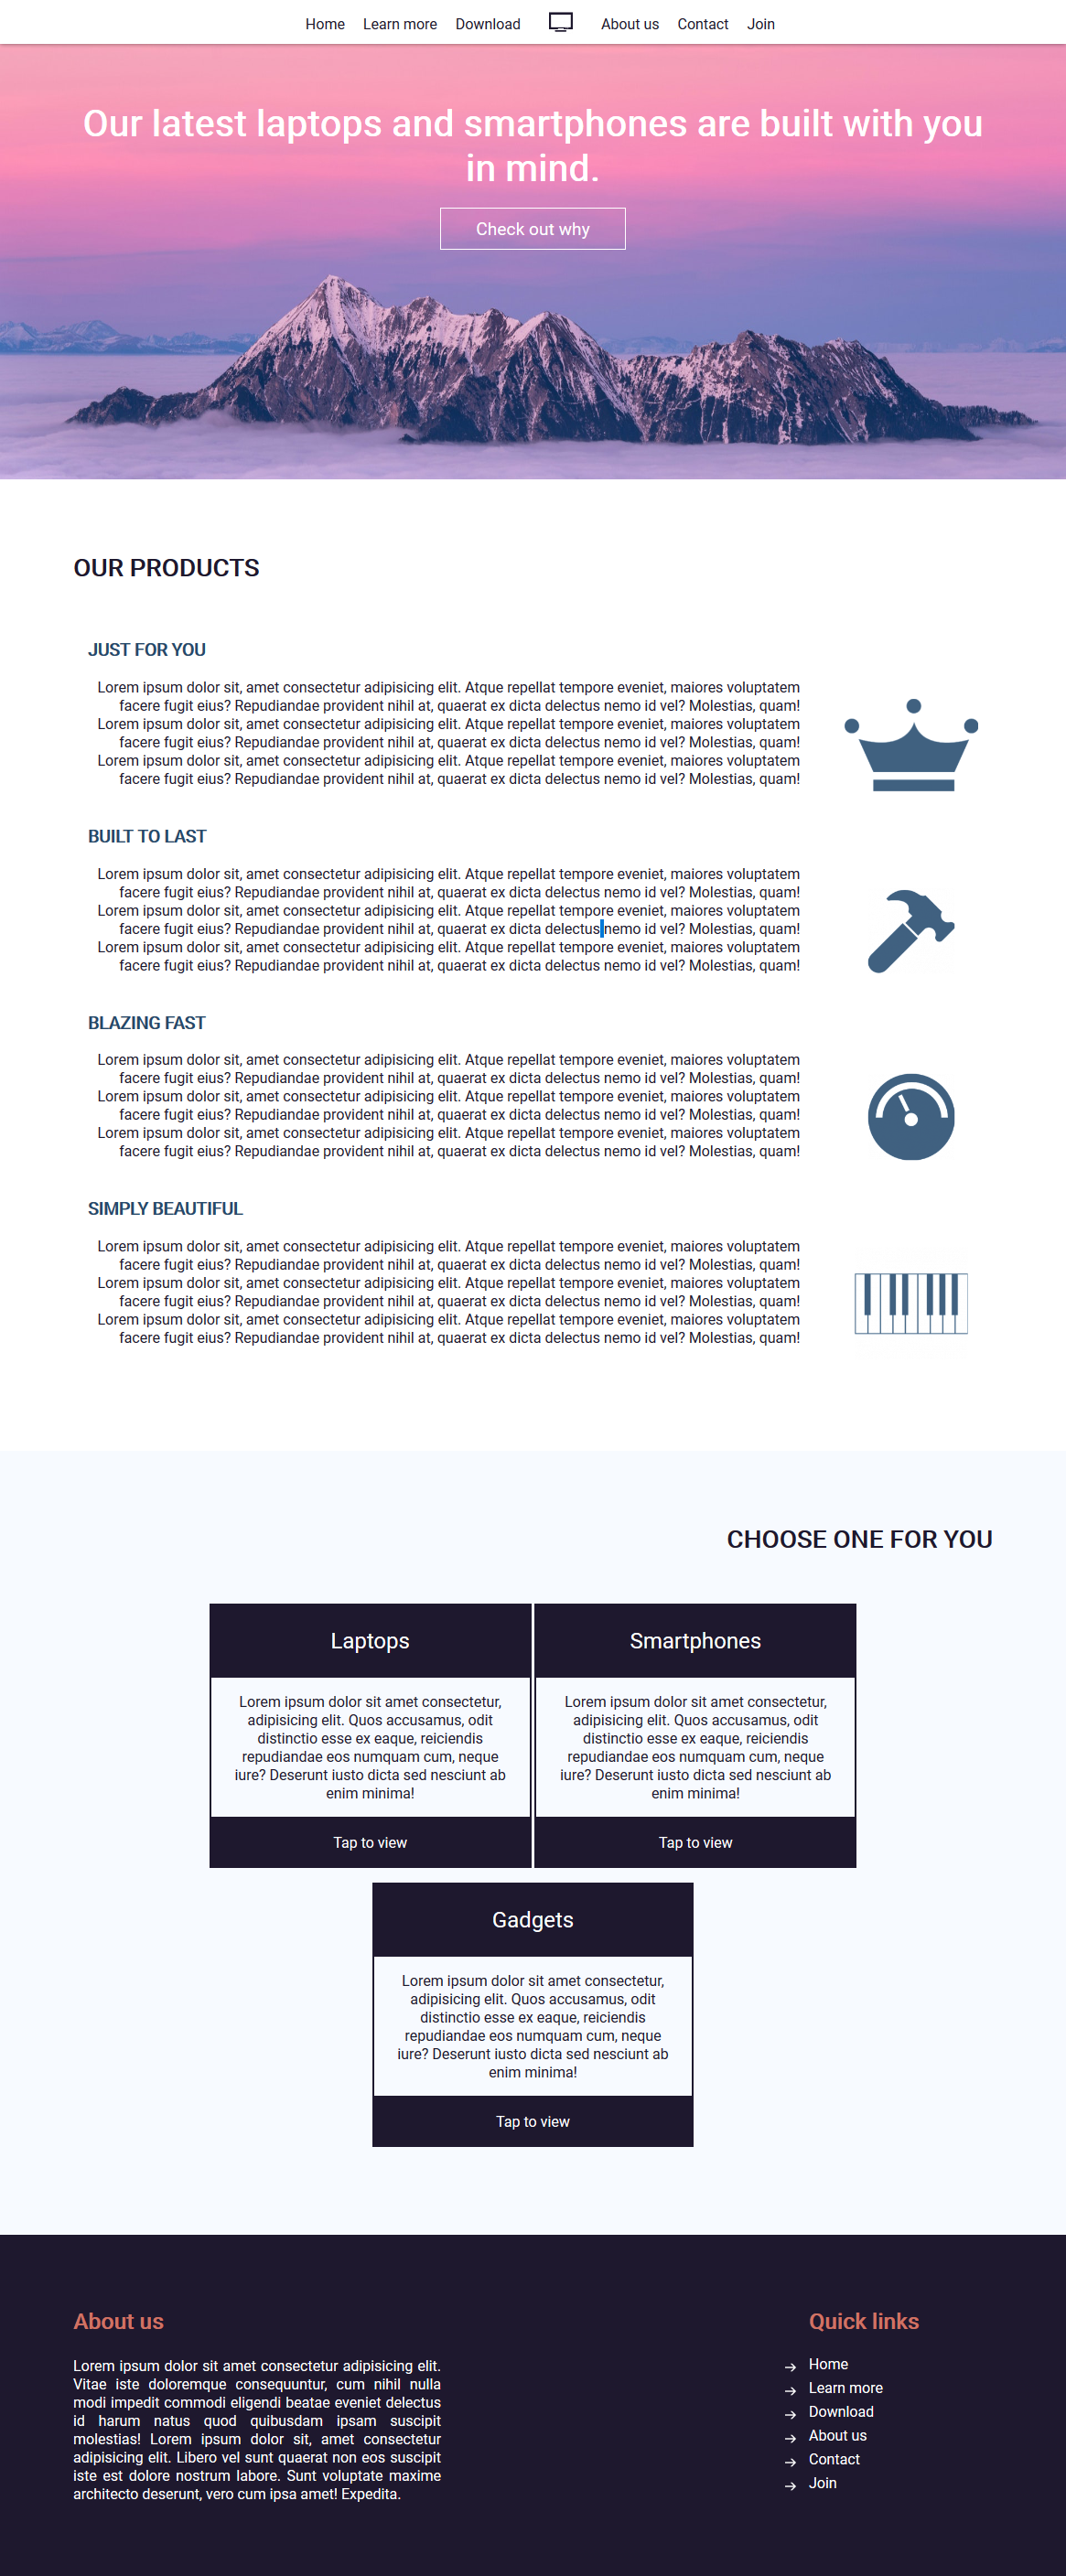 Home Learn more Download About us Contact Join
Our latest laptops and smartphones are built with you
in mind.
Check out why
OUR PRODUCTS
JUST FOR YOU
Lorem ipsum dolor sit, amet consectetur adipisicing elit. Atque repellat tempore eveniet, maiores voluptatem
facere fugit eius? Repudiandae provident nihil at, quaerat ex dicta delectus nemo id vel? Molestias, quam!
Lorem ipsum dolor sit, amet consectetur adipisicing elit. Atque repellat tempore eveniet, maiores voluptatem
facere fugit eius? Repudiandae provident nihil at, quaerat ex dicta delectus nemo id vel? Molestias, quam!
Lorem ipsum dolor sit, amet consectetur adipisicing elit. Atque repellat tempore eveniet, maiores voluptatem
facere fugit eius? Repudiandae provident nihil at, quaerat ex dicta delectus nemo id vel? Molestias, quam!
BUILT TO LAST
Lorem ipsum dolor sit, amet consectetur adipisicing elit. Atque repellat tempore eveniet, maiores voluptatem
facere fugit eius? Repudiandae provident nihil at, quaerat ex dicta delectus nemo id vel? Molestias, quam!
Lorem ipsum dolor sit, amet consectetur adipisicing elit. Atque repellat tempore eveniet, maiores voluptatem
facere fugit eius? Repudiandae provident nihil at, quaerat ex dicta delectus nemo id vel? Molestias, quam!
Lorem ipsum dolor sit, amet consectetur adipisicing elit. Atque repellat tempore eveniet, maiores voluptatem
facere fugit eius? Repudiandae provident nihil at, quaerat ex dicta delectus nemo id vel? Molestias, quam!
BLAZING FAST
Lorem ipsum dolor sit, amet consectetur adipisicing elit. Atque repellat tempore eveniet, maiores voluptatem
facere fugit eius? Repudiandae provident nihil at, quaerat ex dicta delectus nemo id vel? Molestias, quam!
Lorem ipsum dolor sit, amet consectetur adipisicing elit. Atque repellat tempore eveniet, maiores voluptatem
facere fugit eius? Repudiandae provident nihil at, quaerat ex dicta delectus nemo id vel? Molestias, quam!
Lorem ipsum dolor sit, amet consectetur adipisicing elit. Atque repellat tempore eveniet, maiores voluptatem
facere fugit eius? Repudiandae provident nihil at, quaerat ex dicta delectus nemo id vel? Molestias, quam!
SIMPLY BEAUTIFUL
Lorem ipsum dolor sit, amet consectetur adipisicing elit. Atque repellat tempore eveniet, maiores voluptatem
facere fugit eius? Repudiandae provident nihil at, quaerat ex dicta delectus nemo id vel? Molestias, quam!
Lorem ipsum dolor sit, amet consectetur adipisicing elit. Atque repellat tempore eveniet, maiores voluptatem
facere fugit eius? Repudiandae provident nihil at, quaerat ex dicta delectus nemo id vel? Molestias, quam!
Lorem ipsum dolor sit, amet consectetur adipisicing elit. Atque repellat tempore eveniet, maiores voluptatem
facere fugit eius? Repudiandae provident nihil at, quaerat ex dicta delectus nemo id vel? Molestias, quam!
CHOOSE ONE FOR YOU
Laptops
Lorem ipsum dolor sit amet consectetur,
adipisicing elit. Quos accusamus, odit
distinctio esse ex eaque, reiciendis
repudiandae eos numquam cum, neque
iure? Deserunt iusto dicta sed nesciunt ab
enim minima!
Tap to view
Smartphones
Lorem ipsum dolor sit amet consectetur,
adipisicing elit. Quos accusamus, odit
distinctio esse ex eaque, reiciendis
repudiandae eos numquam cum, neque
iure? Deserunt iusto dicta sed nesciunt ab
enim minima!
Tap to view
Gadgets
Lorem ipsum dolor sit amet consectetur,
adipisicing elit. Quos accusamus, odit
distinctio esse ex eaque, reiciendis
repudiandae eos numquam cum, neque
iure? Deserunt iusto dicta sed nesciunt ab
enim minima!
Tap to view
About us
Lorem ipsum dolor sit amet consectetur adipisicing elit.
Vitae iste doloremque consequuntur, cum nihil nulla
modi impedit commodi eligendi beatae eveniet delectus
id harum natus quod quibusdam ipsam suscipit
molestias! Lorem ipsum dolor sit, amet consectetur
adipisicing elit. Libero vel sunt quaerat non eos suscipit
iste est dolore nostrum labore. Sunt voluptate maxime
architecto deserunt, vero cum ipsa amet! Expedita.
Quick links
Home
Learn more
Download
About us
Contact
Join